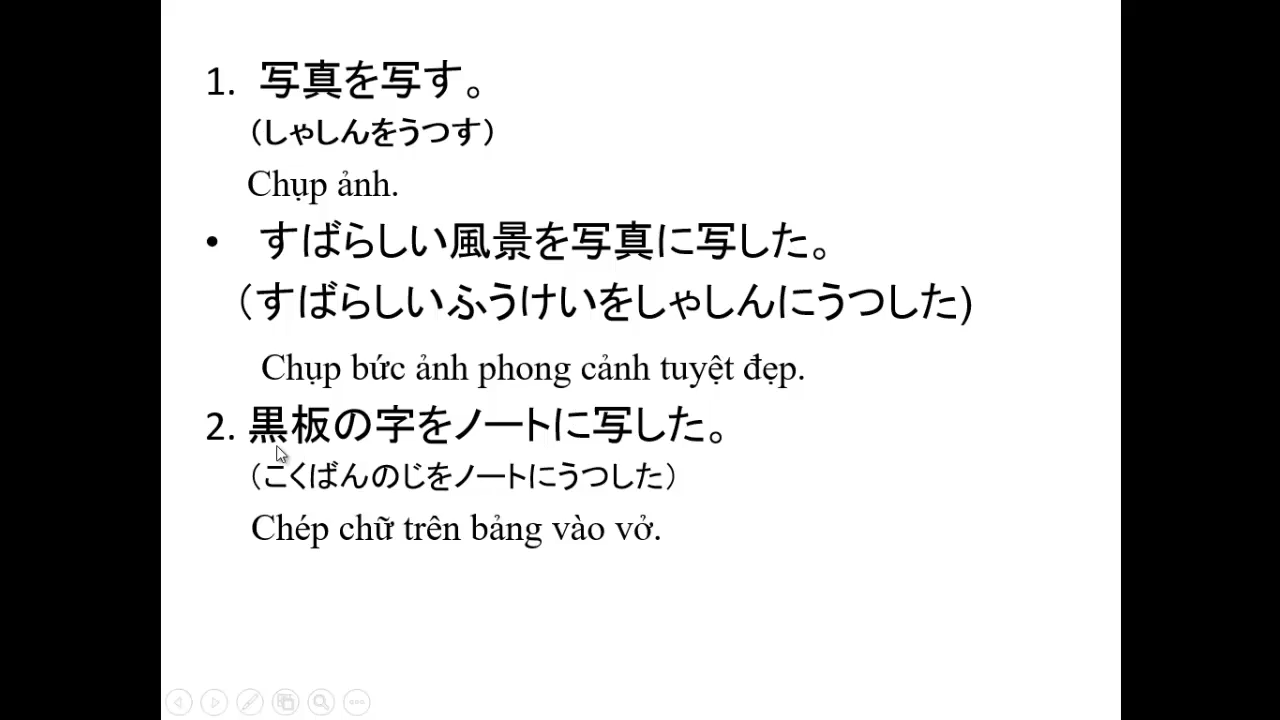 1. 写真を写す。
（しゃしんをうつす）
Chụp ảnh.
• すばらしい風景を写真に写した。
（すばらしいふうけいをしゃしんにうつした)
Chụp bức ảnh phong cảnh tuyệt đẹp.
2. 黒板の字をノートに写した。
（こくばんのじをノートにうつした）
Chép chữ trên bảng vào vở.